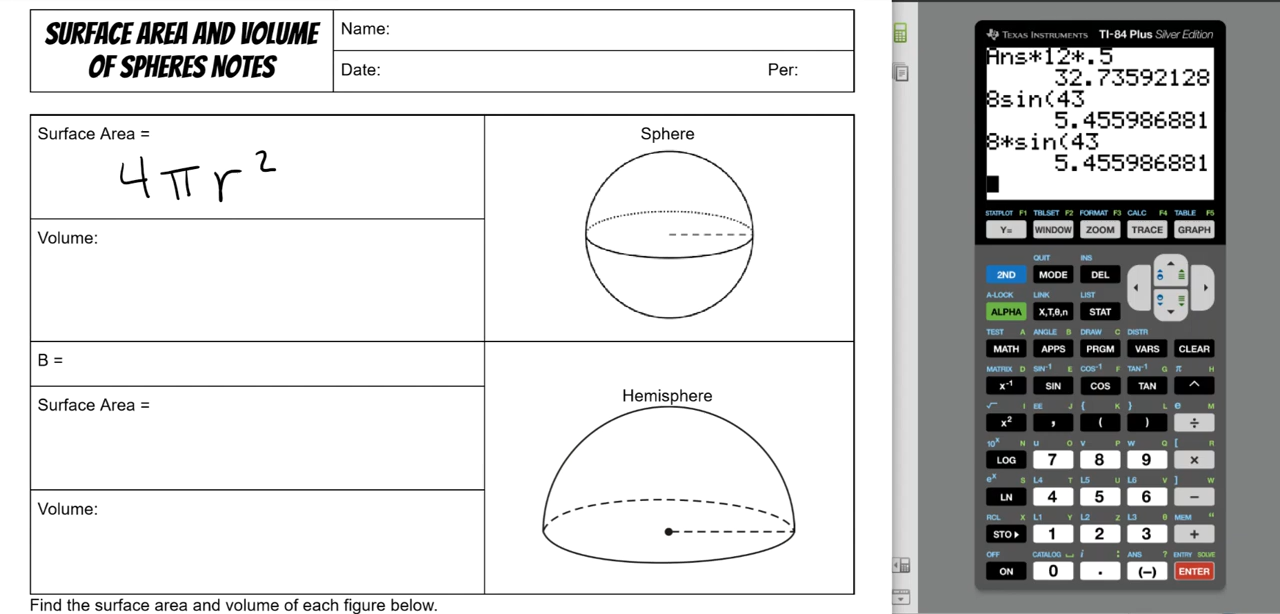 SURFACE AREA AND VOLUME
OF SPHERES NOTES
Name:
Date:
Per:
Surface Area =
4πr²
Volume:
Sphere
B =
Surface Area =
Volume:
Hemisphere
Find the surface area and volume of each figure below.
TEXAS INSTRUMENTS TI-84 Plus Silver Edition
Ans*12*.5
32.73592128
8sin(43
5.455986881
8*sin(43
5.455986881
STATPLOT F1 TBLSET F2 FORMAT F3 CALC F4 TABLE F5
Y= WINDOW ZOOM TRACE GRAPH
QUIT INS
2ND MODE DEL
A-LOCK LINK LIST
ALPHA X,T,θ,n STAT
TEST A ANGLE B DRAW C DISTR
MATH APPS PRGM VARS CLEAR
MATRIX D SIN⁻¹ E COS⁻¹ F TAN⁻¹ G π H
x⁻¹ SIN COS TAN ^
√ I EE J { K } L e M
x² , ( ) ÷
10ˣ N u O v P w Q [ R
LOG 7 8 9 ×
eˣ S L4 T L5 U L6 V ] W
LN 4 5 6 −
RCL X L1 Y L2 Z L3 θ MEM "
STO▸ 1 2 3 +
OFF CATALOG ⎵ i : ANS ? ENTRY SOLVE
ON 0 . (−) ENTER